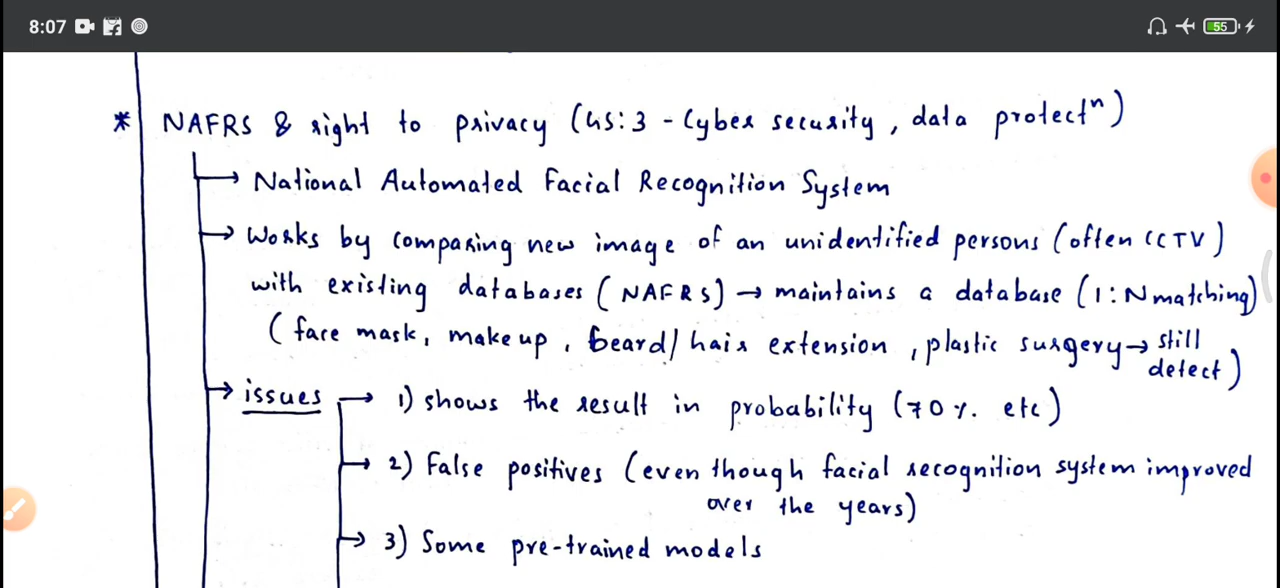 8:07
55
* NAFRS & right to privacy (GS:3 - Cyber security, data protectⁿ)
→ National Automated Facial Recognition System
→ Works by comparing new image of an unidentified persons (often CCTV)
with existing databases (NAFRS) → maintains a database (1:N matching)
(face mask, make up, beard/hair extension, plastic surgery → still
detect)
→ issues → 1) shows the result in probability (70 %. etc)
→ 2) False positives (even though facial recognition system improved
over the years)
→ 3) Some pre-trained models